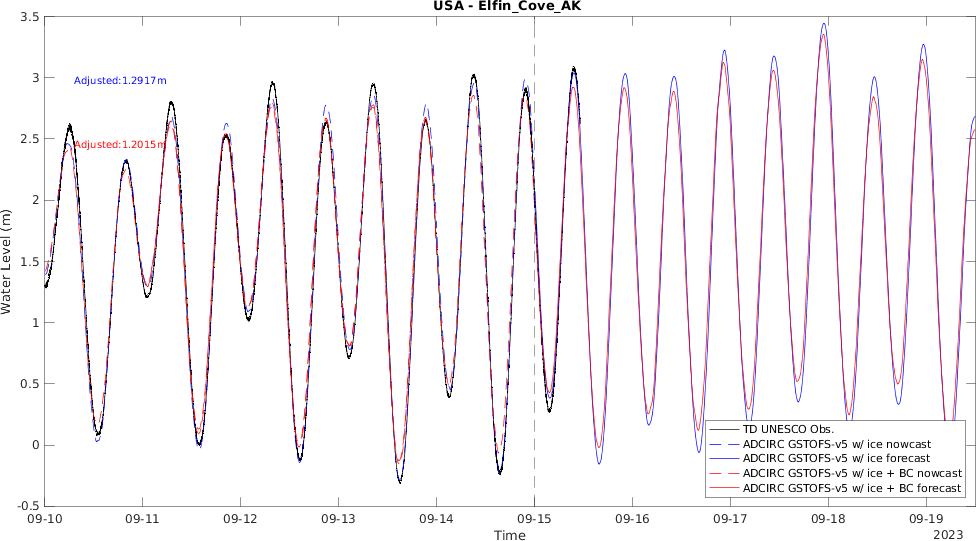 USA - Elfin_Cove_AK
3.5
3
2.5
2
1.5
1
0.5
0
-0.5
Water Level (m)
Adjusted:1.2917m
Adjusted:1.2015m
TD UNESCO Obs.
ADCIRC GSTOFS-v5 w/ ice nowcast
ADCIRC GSTOFS-v5 w/ ice forecast
ADCIRC GSTOFS-v5 w/ ice + BC nowcast
ADCIRC GSTOFS-v5 w/ ice + BC forecast
09-10 09-11 09-12 09-13 09-14 09-15 09-16 09-17 09-18 09-19
Time
2023